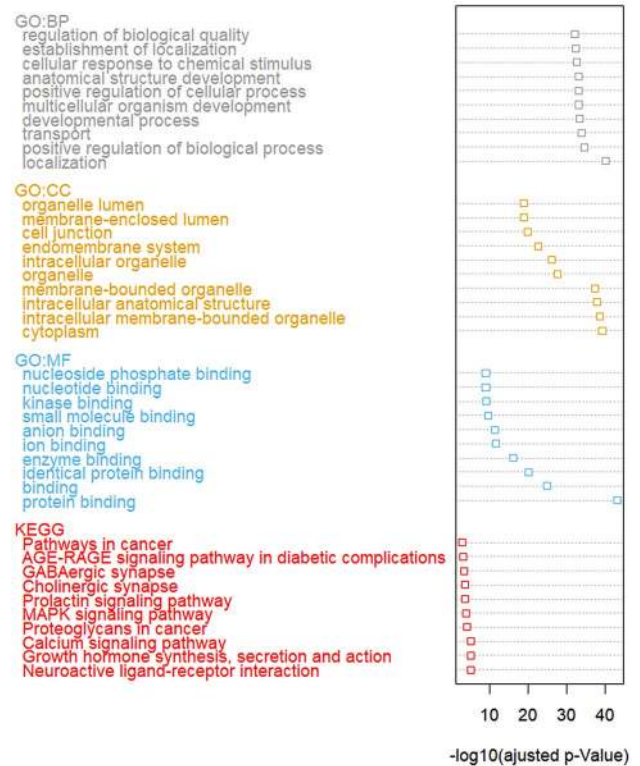 GO:BP
regulation of biological quality
establishment of localization
cellular response to chemical stimulus
anatomical structure development
positive regulation of cellular process
multicellular organism development
developmental process
transport
positive regulation of biological process
localization
GO:CC
organelle lumen
membrane-enclosed lumen
cell junction
endomembrane system
intracellular organelle
organelle
membrane-bounded organelle
intracellular anatomical structure
intracellular membrane-bounded organelle
cytoplasm
GO:MF
nucleoside phosphate binding
nucleotide binding
kinase binding
small molecule binding
anion binding
ion binding
enzyme binding
identical protein binding
binding
protein binding
KEGG
Pathways in cancer
AGE-RAGE signaling pathway in diabetic complications
GABAergic synapse
Cholinergic synapse
Prolactin signaling pathway
MAPK signaling pathway
Proteoglycans in cancer
Calcium signaling pathway
Growth hormone synthesis, secretion and action
Neuroactive ligand-receptor interaction
10 20 30 40
-log10(ajusted p-Value)